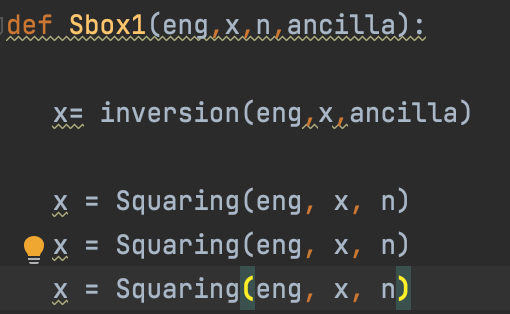 def Sbox1(eng,x,n,ancilla):
x= inversion(eng,x,ancilla)
x = Squaring(eng, x, n)
x = Squaring(eng, x, n)
x = Squaring(eng, x, n)